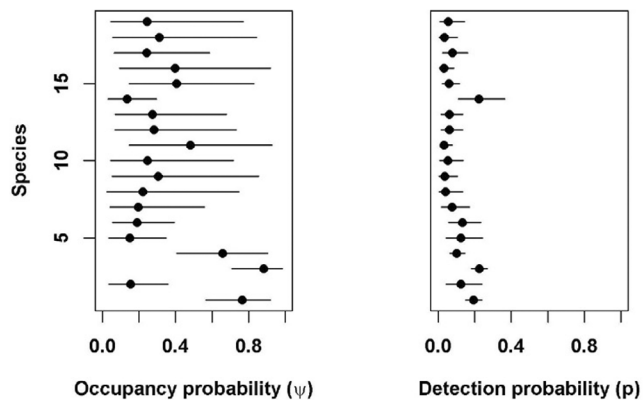 Species
15
10
5
0.0 0.4 0.8
0.0 0.4 0.8
Occupancy probability (ψ)
Detection probability (p)